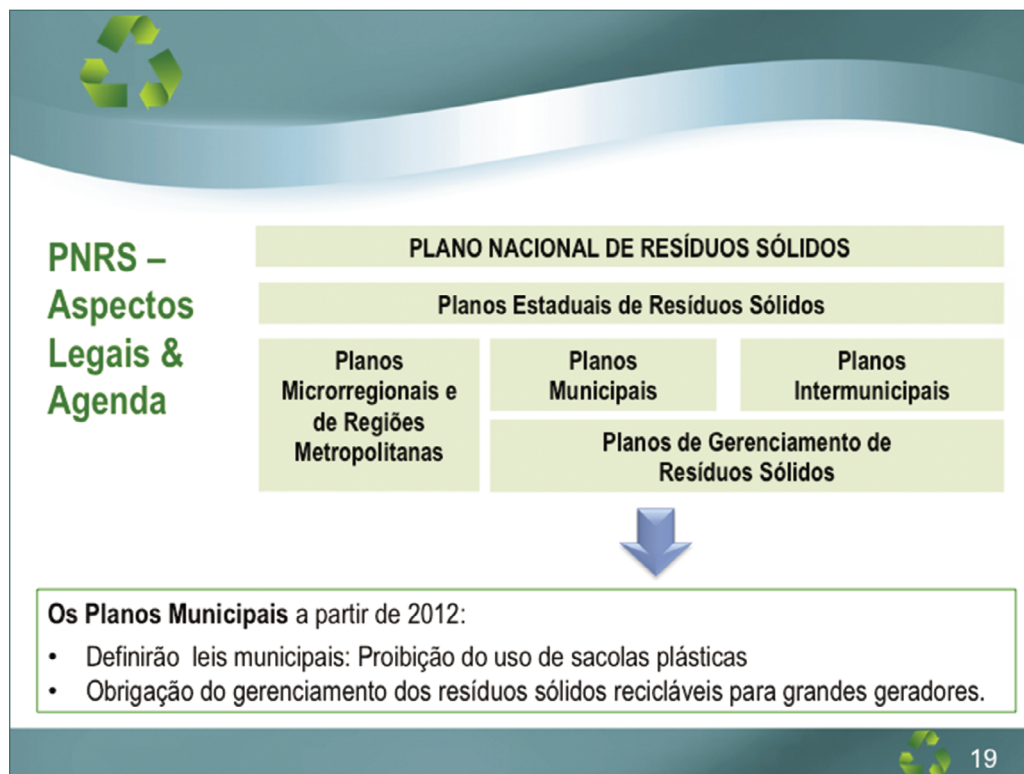 PNRS –
Aspectos
Legais &
Agenda
PLANO NACIONAL DE RESÍDUOS SÓLIDOS
Planos Estaduais de Resíduos Sólidos
Planos
Microrregionais e
de Regiões
Metropolitanas
Planos
Municipais
Planos
Intermunicipais
Planos de Gerenciamento de
Resíduos Sólidos
Os Planos Municipais a partir de 2012:
• Definirão leis municipais: Proibição do uso de sacolas plásticas
• Obrigação do gerenciamento dos resíduos sólidos recicláveis para grandes geradores.
19